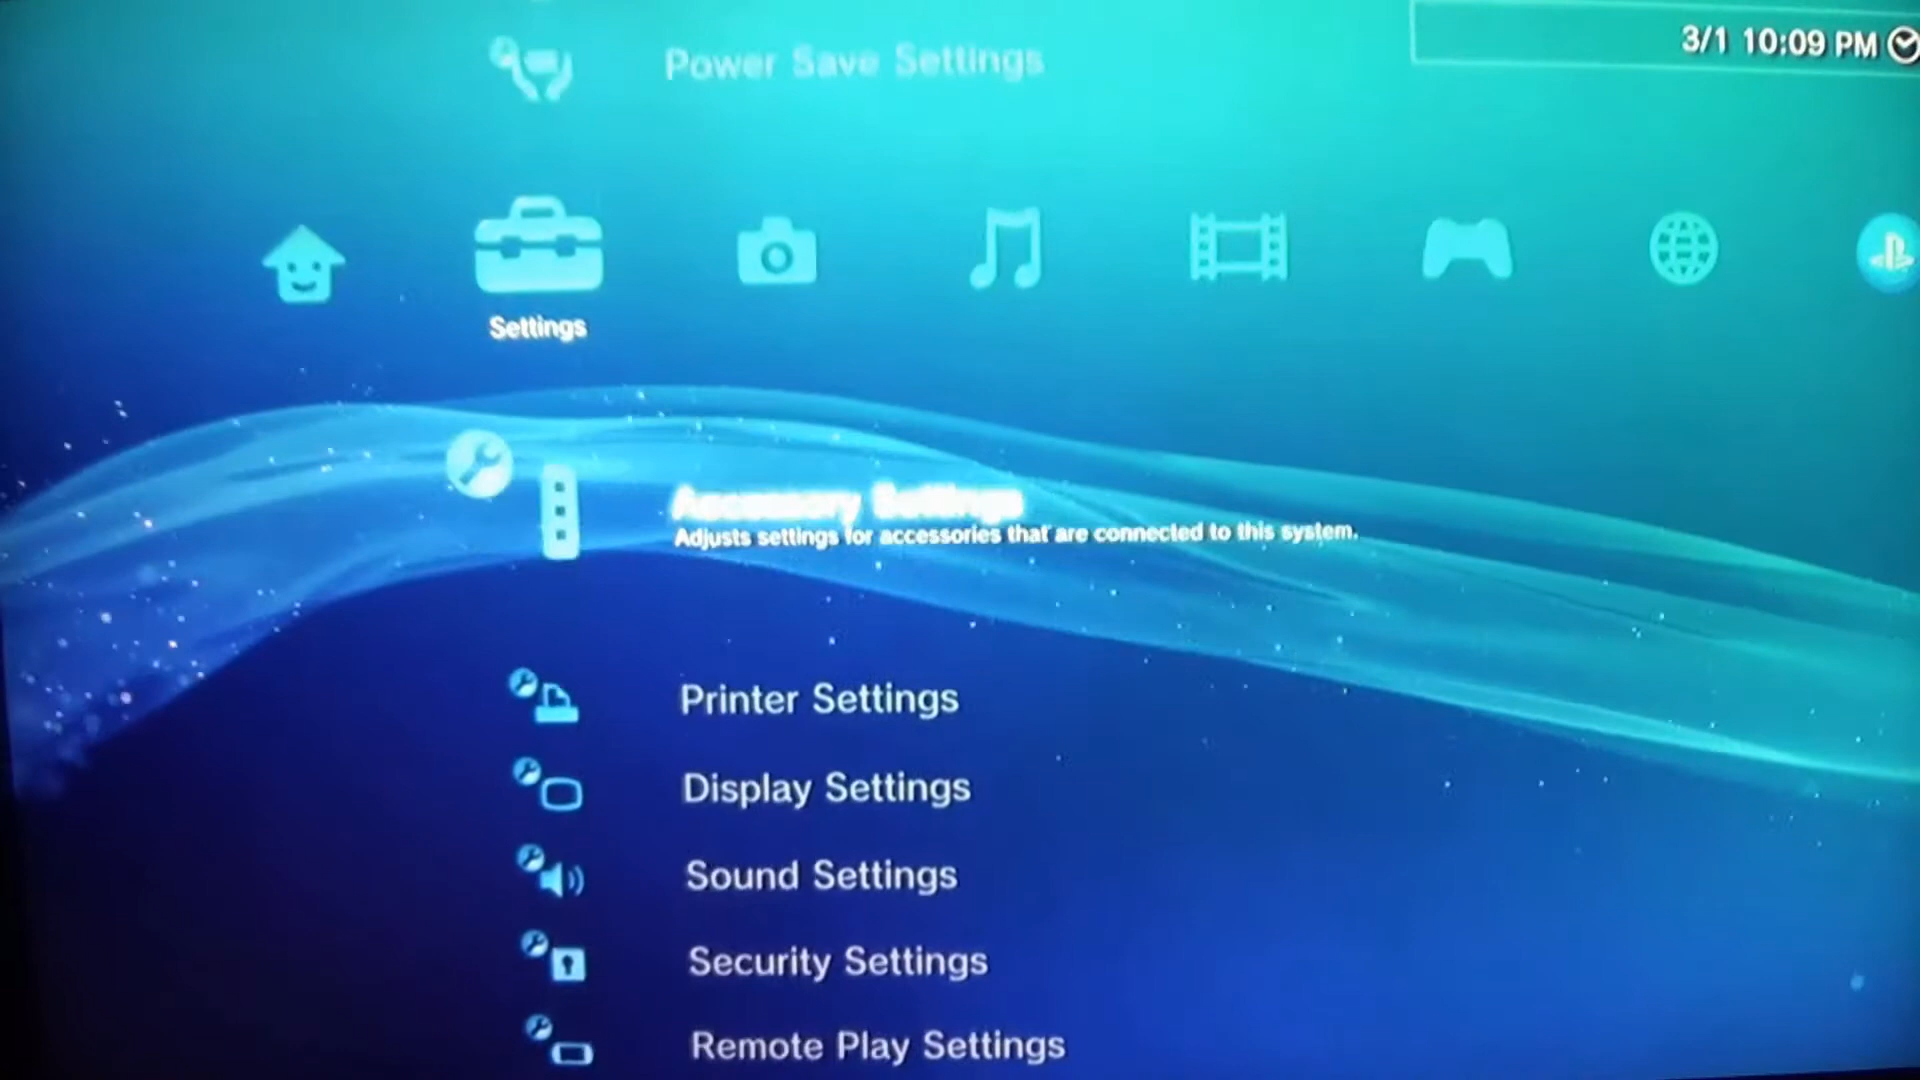 Power Save Settings
3/1 10:09 PM
Settings
Accessory Settings
Adjusts settings for accessories that are connected to this system.
Printer Settings
Display Settings
Sound Settings
Security Settings
Remote Play Settings